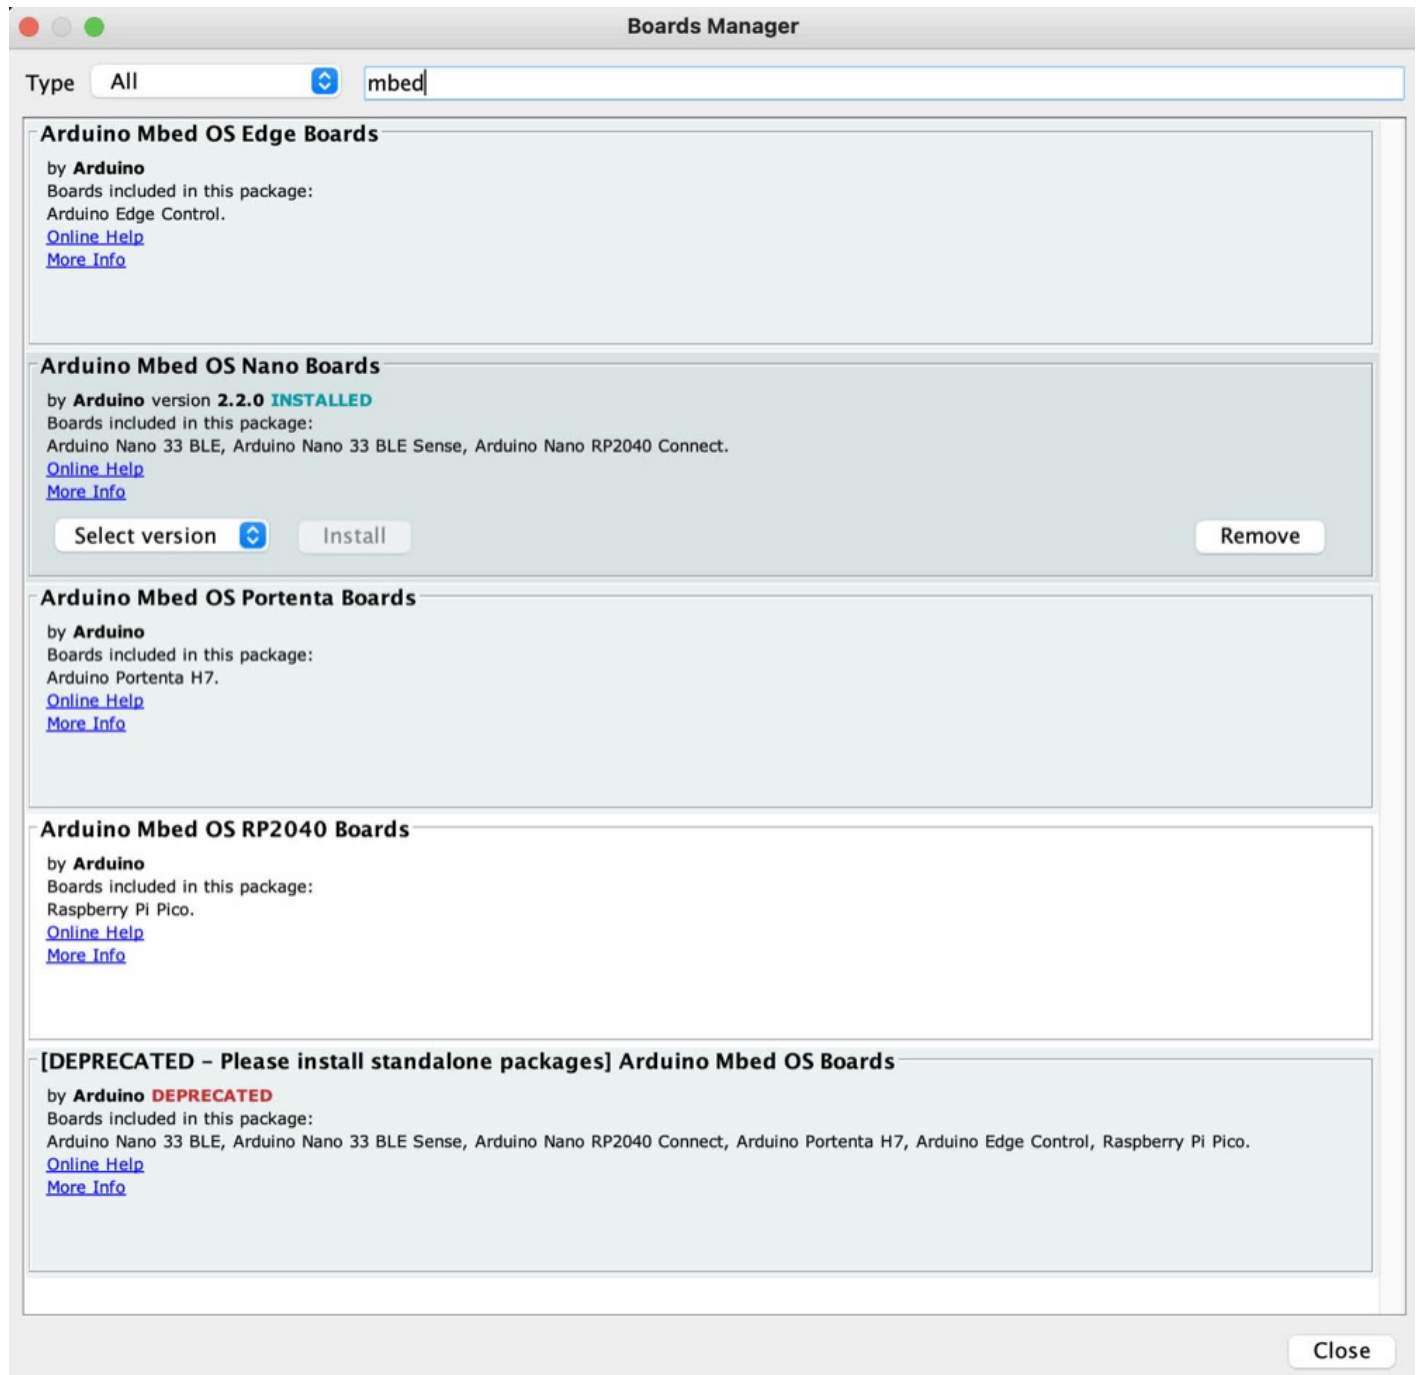 Boards Manager
Type All mbed
Arduino Mbed OS Edge Boards
by Arduino
Boards included in this package:
Arduino Edge Control.
Online Help
More Info
Arduino Mbed OS Nano Boards
by Arduino version 2.2.0 INSTALLED
Boards included in this package:
Arduino Nano 33 BLE, Arduino Nano 33 BLE Sense, Arduino Nano RP2040 Connect.
Online Help
More Info
Select version Install Remove
Arduino Mbed OS Portenta Boards
by Arduino
Boards included in this package:
Arduino Portenta H7.
Online Help
More Info
Arduino Mbed OS RP2040 Boards
by Arduino
Boards included in this package:
Raspberry Pi Pico.
Online Help
More Info
[DEPRECATED – Please install standalone packages] Arduino Mbed OS Boards
by Arduino DEPRECATED
Boards included in this package:
Arduino Nano 33 BLE, Arduino Nano 33 BLE Sense, Arduino Nano RP2040 Connect, Arduino Portenta H7, Arduino Edge Control, Raspberry Pi Pico.
Online Help
More Info
Close